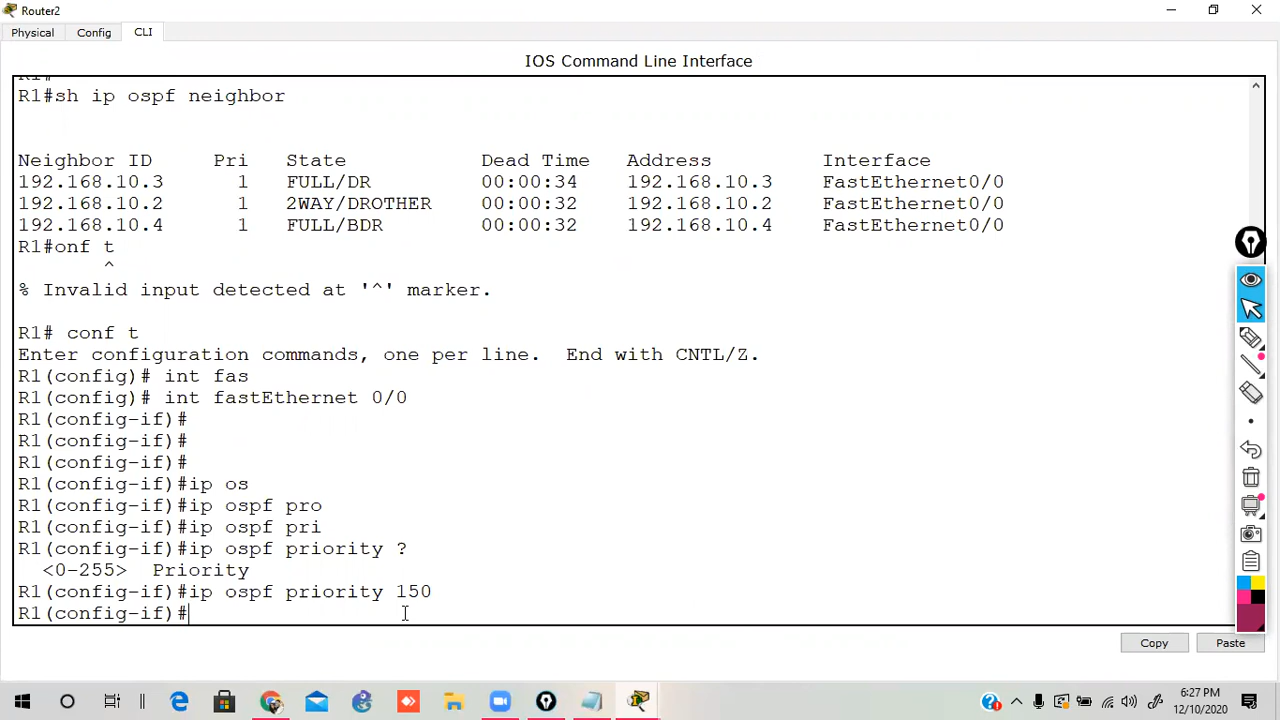 Router2
Physical Config CLI
IOS Command Line Interface
R1#
R1#sh ip ospf neighbor
Neighbor ID Pri State Dead Time Address Interface
192.168.10.3 1 FULL/DR 00:00:34 192.168.10.3 FastEthernet0/0
192.168.10.2 1 2WAY/DROTHER 00:00:32 192.168.10.2 FastEthernet0/0
192.168.10.4 1 FULL/BDR 00:00:32 192.168.10.4 FastEthernet0/0
R1#onf t
^
% Invalid input detected at '^' marker.
R1# conf t
Enter configuration commands, one per line. End with CNTL/Z.
R1(config)# int fas
R1(config)# int fastEthernet 0/0
R1(config-if)#
R1(config-if)#
R1(config-if)#
R1(config-if)#ip os
R1(config-if)#ip ospf pro
R1(config-if)#ip ospf pri
R1(config-if)#ip ospf priority ?
<0-255> Priority
R1(config-if)#ip ospf priority 150
R1(config-if)#
Copy Paste
6:27 PM
12/10/2020